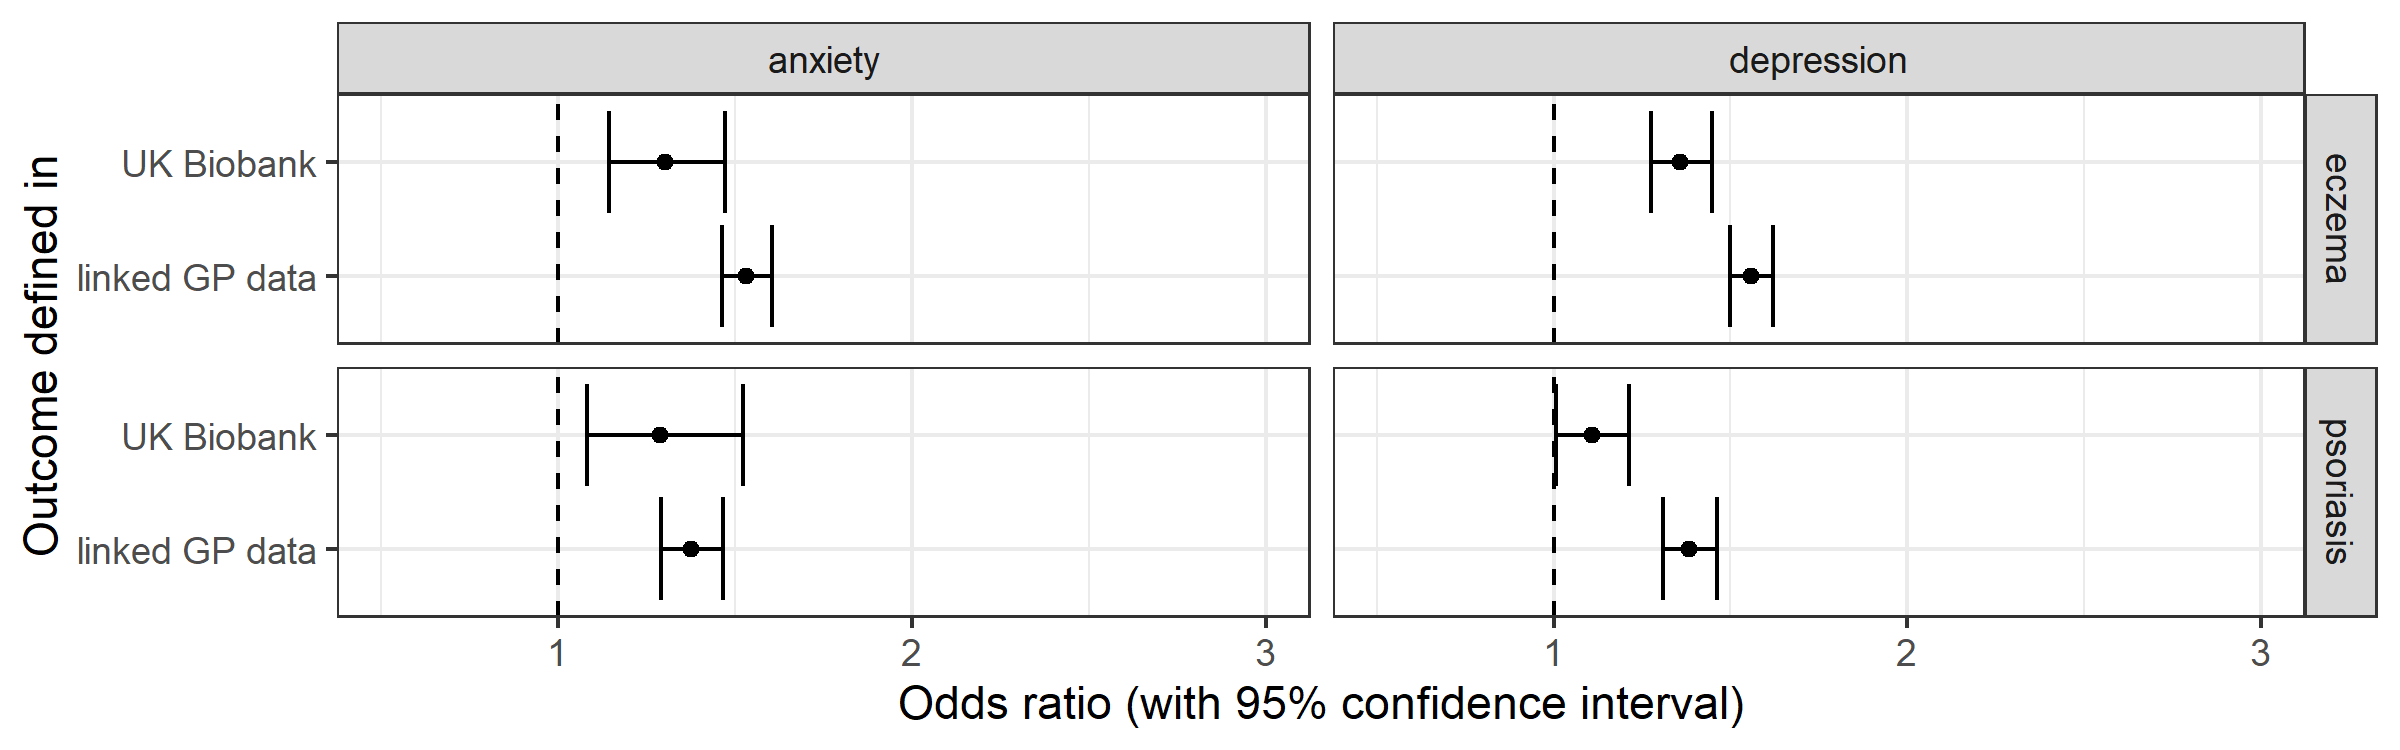 anxiety
depression
Outcome defined in
UK Biobank
linked GP data
eczema
UK Biobank
linked GP data
psoriasis
1
2
3
1
2
3
Odds ratio (with 95% confidence interval)